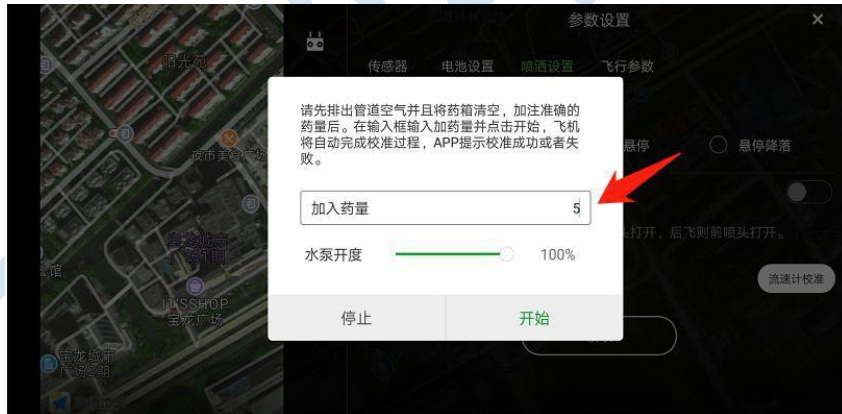 参数设置
×
传感器 电池设置 喷洒设置 飞行参数
阳光苑
请先排出管道空气并且将药箱清空，加注准确的
药量后。在输入框输入加药量并点击开始，飞机
将自动完成校准过程，APP提示校准成功或者失
败。
悬停 悬停降落
夜市美食广场
加入药量 5
头打开，后飞则前喷头打开。
水泵开度 100%
流速计校准
馆
IT'SSHOP
宝龙广场
停止 开始
宝龙城市
广场2期